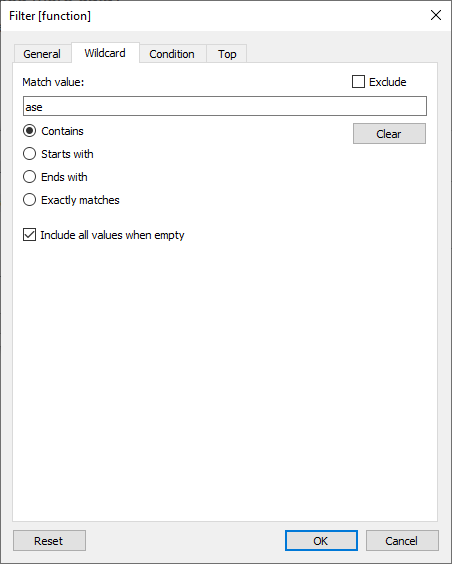 Filter [function]
General Wildcard Condition Top
Match value: Exclude
ase
Contains Clear
Starts with
Ends with
Exactly matches
Include all values when empty
Reset OK Cancel